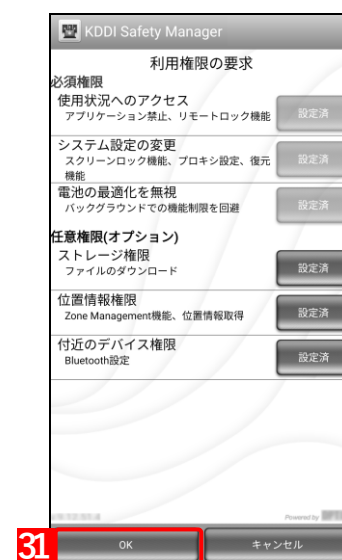 KDDI Safety Manager
利用権限の要求
必須権限
使用状況へのアクセス
アプリケーション禁止、リモートロック機能
設定済
システム設定の変更
スクリーンロック機能、プロキシ設定、復元
機能
設定済
電池の最適化を無視
バックグラウンドでの機能制限を回避
設定済
任意権限(オプション)
ストレージ権限
ファイルのダウンロード
設定済
位置情報権限
Zone Management機能、位置情報取得
設定済
付近のデバイス権限
Bluetooth設定
設定済
Powered by
31
OK
キャンセル